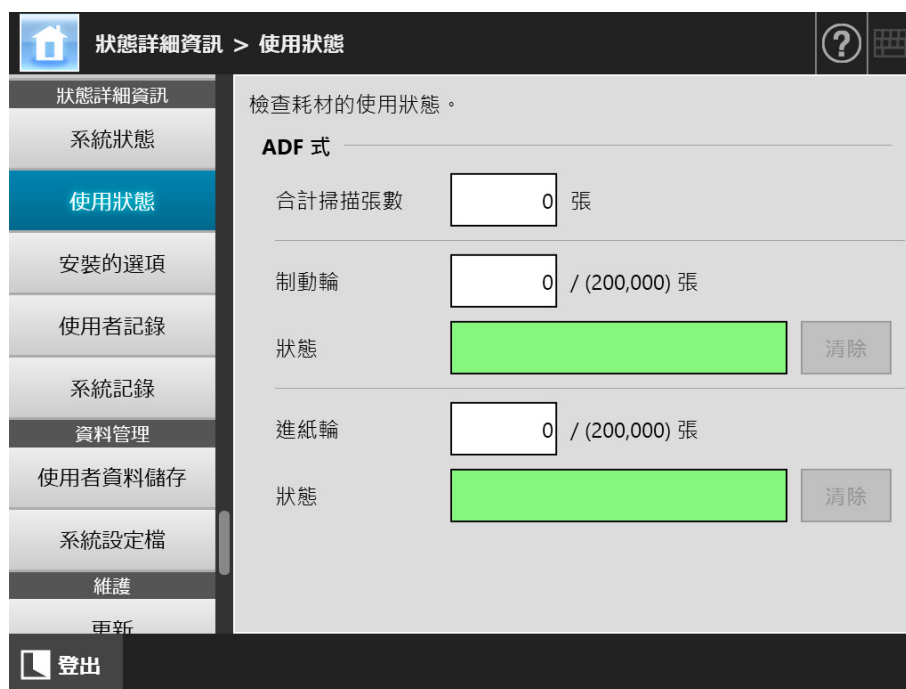 狀態詳細資訊 > 使用狀態
?
狀態詳細資訊
系統狀態
使用狀態
安裝的選項
使用者記錄
系統記錄
資料管理
使用者資料儲存
系統設定檔
維護
更新
檢查耗材的使用狀態。
ADF 式
合計掃描張數 0 張
制動輪 0 / (200,000) 張
狀態 清除
進紙輪 0 / (200,000) 張
狀態 清除
登出